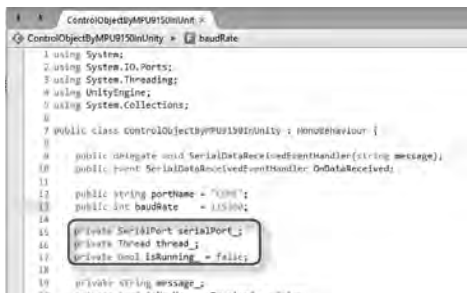 ControlObjectByMPU9150InUnit ×
ControlObjectByMPU9150InUnity ▸ baudRate
1 using System;
2 using System.IO.Ports;
3 using System.Threading;
4 using UnityEngine;
5 using System.Collections;
6
7 public class ControlObjectByMPU9150InUnity : MonoBehaviour {
8
9 public delegate void SerialDataReceivedEventHandler(string message);
10 public event SerialDataReceivedEventHandler OnDataReceived;
11
12 public string portName =
13 public int baudRate = 115200;
14
15 private SerialPort serialPort_;
16 private Thread thread_;
17 private bool isRunning_ = false;
18
19 private string message_;